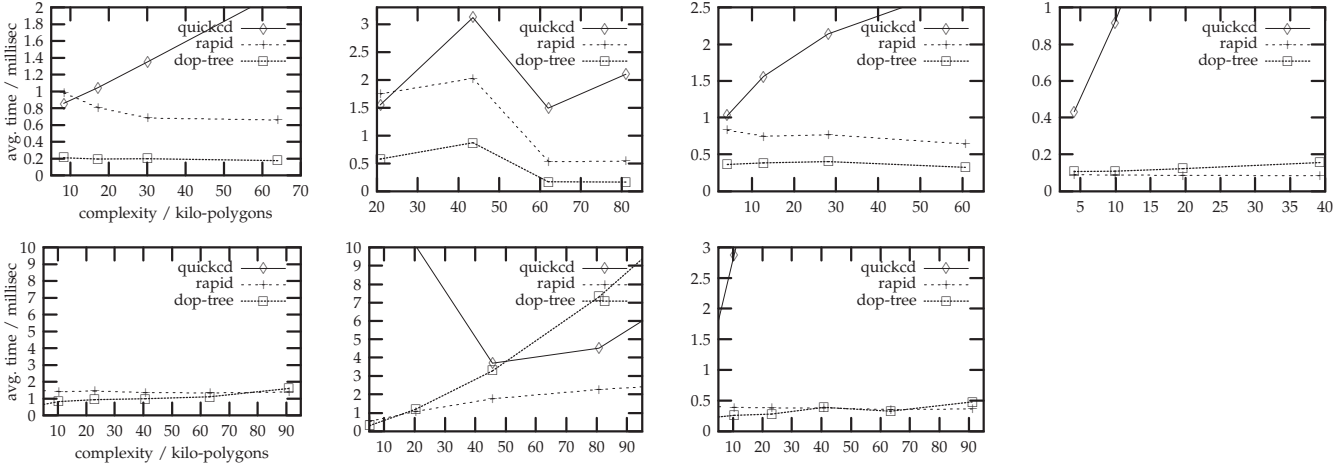 avg. time / millisec
2
1.8
1.6
1.4
1.2
1
0.8
0.6
0.4
0.2
0
quickcd
rapid
dop-tree
10 20 30 40 50 60 70
complexity / kilo-polygons
3
2.5
2
1.5
1
0.5
0
quickcd
rapid
dop-tree
20 30 40 50 60 70 80
2.5
2
1.5
1
0.5
0
quickcd
rapid
dop-tree
10 20 30 40 50 60
1
0.8
0.6
0.4
0.2
0
quickcd
rapid
dop-tree
5 10 15 20 25 30 35 40
avg. time / millisec
10
9
8
7
6
5
4
3
2
1
0
quickcd
rapid
dop-tree
10 20 30 40 50 60 70 80 90
complexity / kilo-polygons
10
9
8
7
6
5
4
3
2
1
0
quickcd
rapid
dop-tree
10 20 30 40 50 60 70 80 90
3
2.5
2
1.5
1
0.5
0
quickcd
rapid
dop-tree
10 20 30 40 50 60 70 80 90